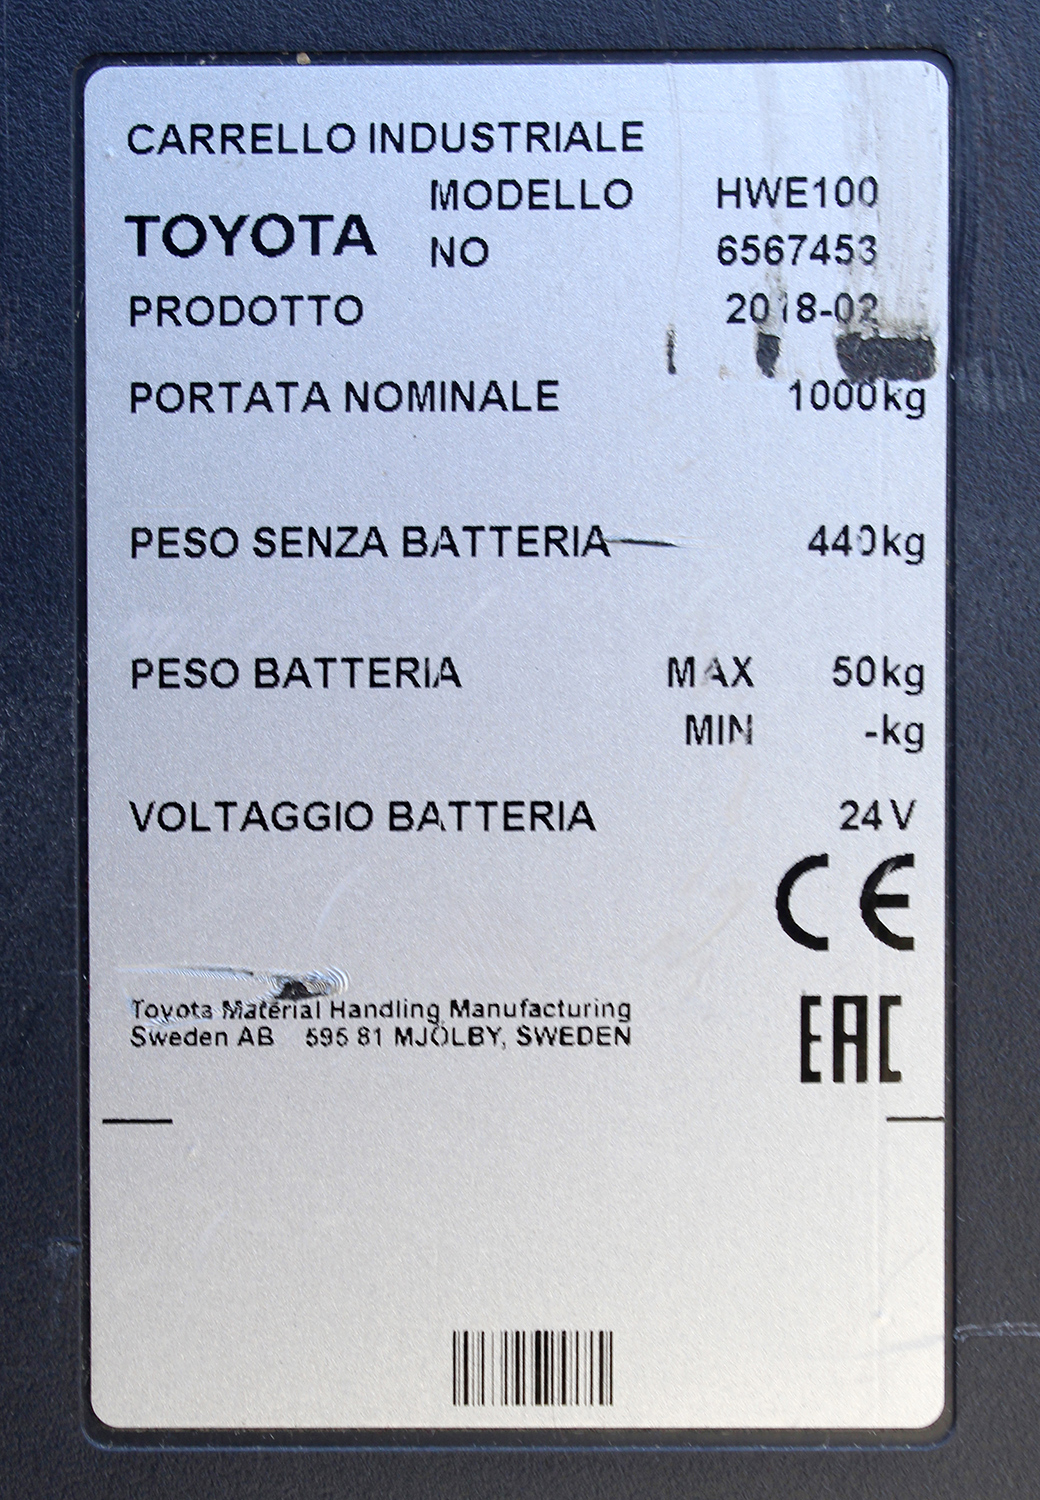 CARRELLO INDUSTRIALE
MODELLO HWE100
TOYOTA
NO 6567453
PRODOTTO 2018-02
PORTATA NOMINALE 1000kg
PESO SENZA BATTERIA 440kg
PESO BATTERIA MAX 50kg
MIN -kg
VOLTAGGIO BATTERIA 24V
CE
Toyota Material Handling Manufacturing
Sweden AB 595 81 MJÖLBY, SWEDEN
EAC